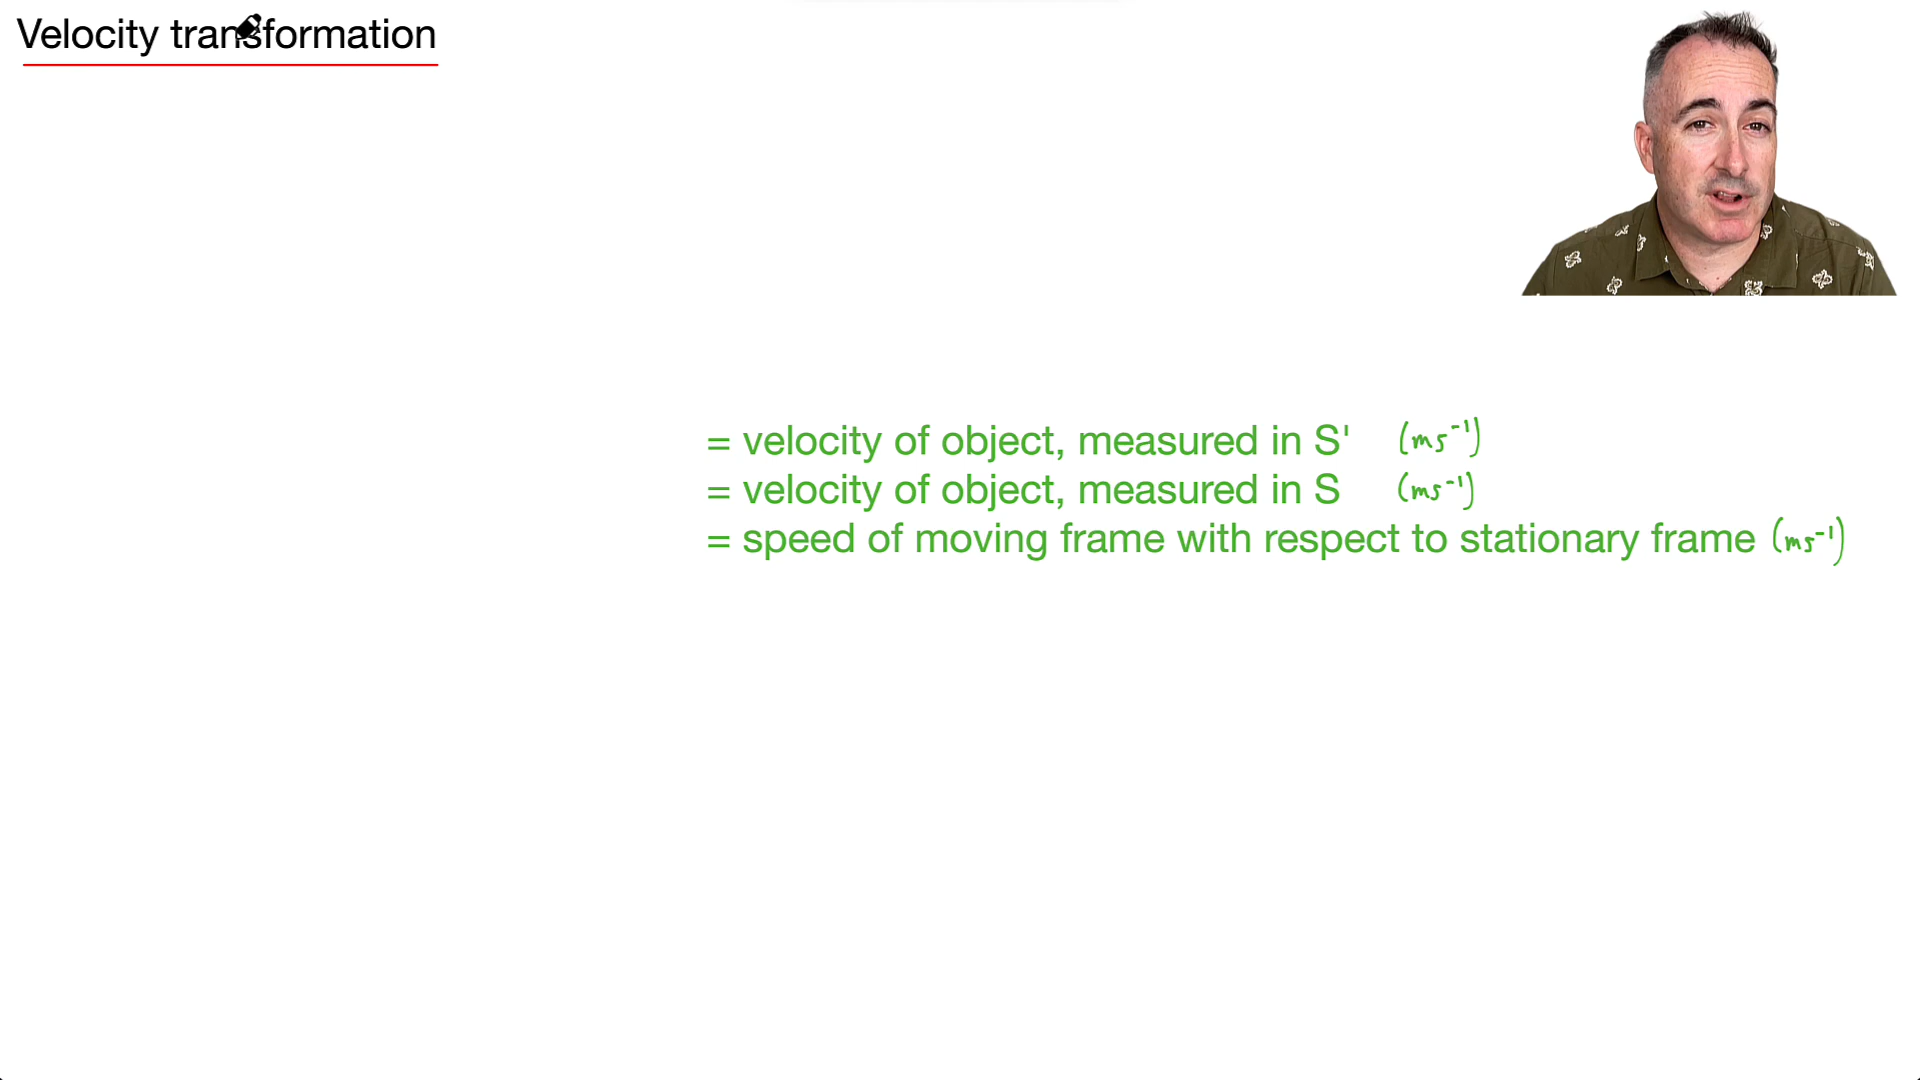 Velocity transformation
= velocity of object, measured in S' (ms⁻¹)
= velocity of object, measured in S (ms⁻¹)
= speed of moving frame with respect to stationary frame (ms⁻¹)